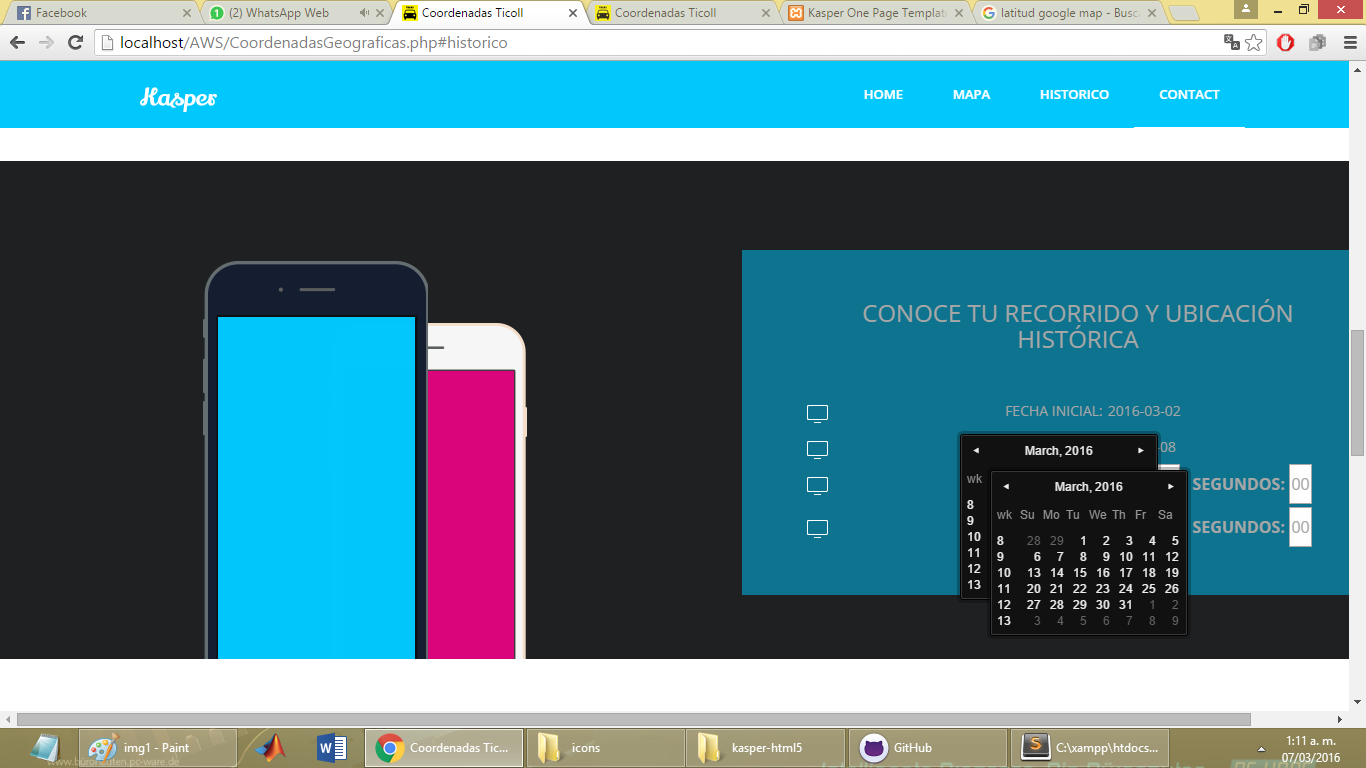 Facebook
(2) WhatsApp Web
Coordenadas Ticoll
Coordenadas Ticoll
Kasper One Page Templat
latitud google map - Busc
localhost/AWS/CoordenadasGeograficas.php#historico
Kasper
HOME
MAPA
HISTORICO
CONTACT
CONOCE TU RECORRIDO Y UBICACIÓN
HISTÓRICA
FECHA INICIAL: 2016-03-02
-08
March, 2016
wk
8
9
10
11
12
13
SEGUNDOS: 00
SEGUNDOS: 00
March, 2016
wk Su Mo Tu We Th Fr Sa
8 28 29 1 2 3 4 5
9 6 7 8 9 10 11 12
10 13 14 15 16 17 18 19
11 20 21 22 23 24 25 26
12 27 28 29 30 31 1 2
13 3 4 5 6 7 8 9
img1 - Paint
Coordenadas Tic...
icons
kasper-html5
GitHub
C:\xampp\htdocs...
1:11 a. m.
07/03/2016